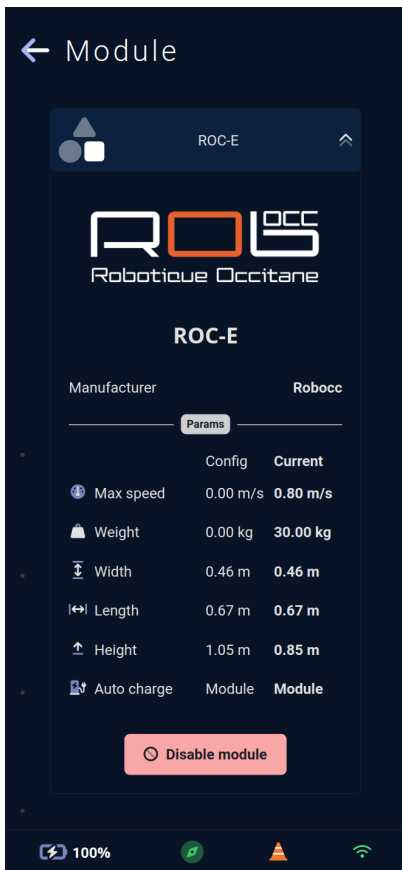 Module
ROC-E
ROBOCC
Robotique Occitane
ROC-E
Manufacturer Robocc
Params
Config Current
Max speed 0.00 m/s 0.80 m/s
Weight 0.00 kg 30.00 kg
Width 0.46 m 0.46 m
Length 0.67 m 0.67 m
Height 1.05 m 0.85 m
Auto charge Module Module
Disable module
100%